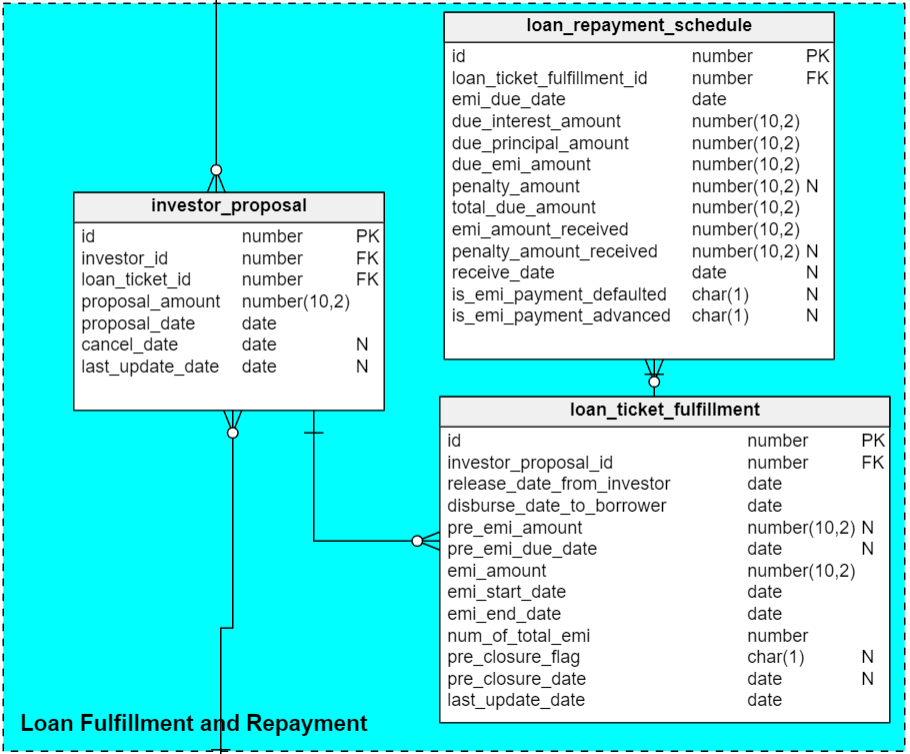 loan_repayment_schedule
id number PK
loan_ticket_fulfillment_id number FK
emi_due_date date
due_interest_amount number(10,2)
due_principal_amount number(10,2)
due_emi_amount number(10,2)
penalty_amount number(10,2) N
total_due_amount number(10,2)
emi_amount_received number(10,2)
penalty_amount_received number(10,2) N
receive_date date N
is_emi_payment_defaulted char(1) N
is_emi_payment_advanced char(1) N
investor_proposal
id number PK
investor_id number FK
loan_ticket_id number FK
proposal_amount number(10,2)
proposal_date date
cancel_date date N
last_update_date date N
loan_ticket_fulfillment
id number PK
investor_proposal_id number FK
release_date_from_investor date
disburse_date_to_borrower date
pre_emi_amount number(10,2) N
pre_emi_due_date date N
emi_amount number(10,2)
emi_start_date date
emi_end_date date
num_of_total_emi number
pre_closure_flag char(1) N
pre_closure_date date N
last_update_date date
Loan Fulfillment and Repayment